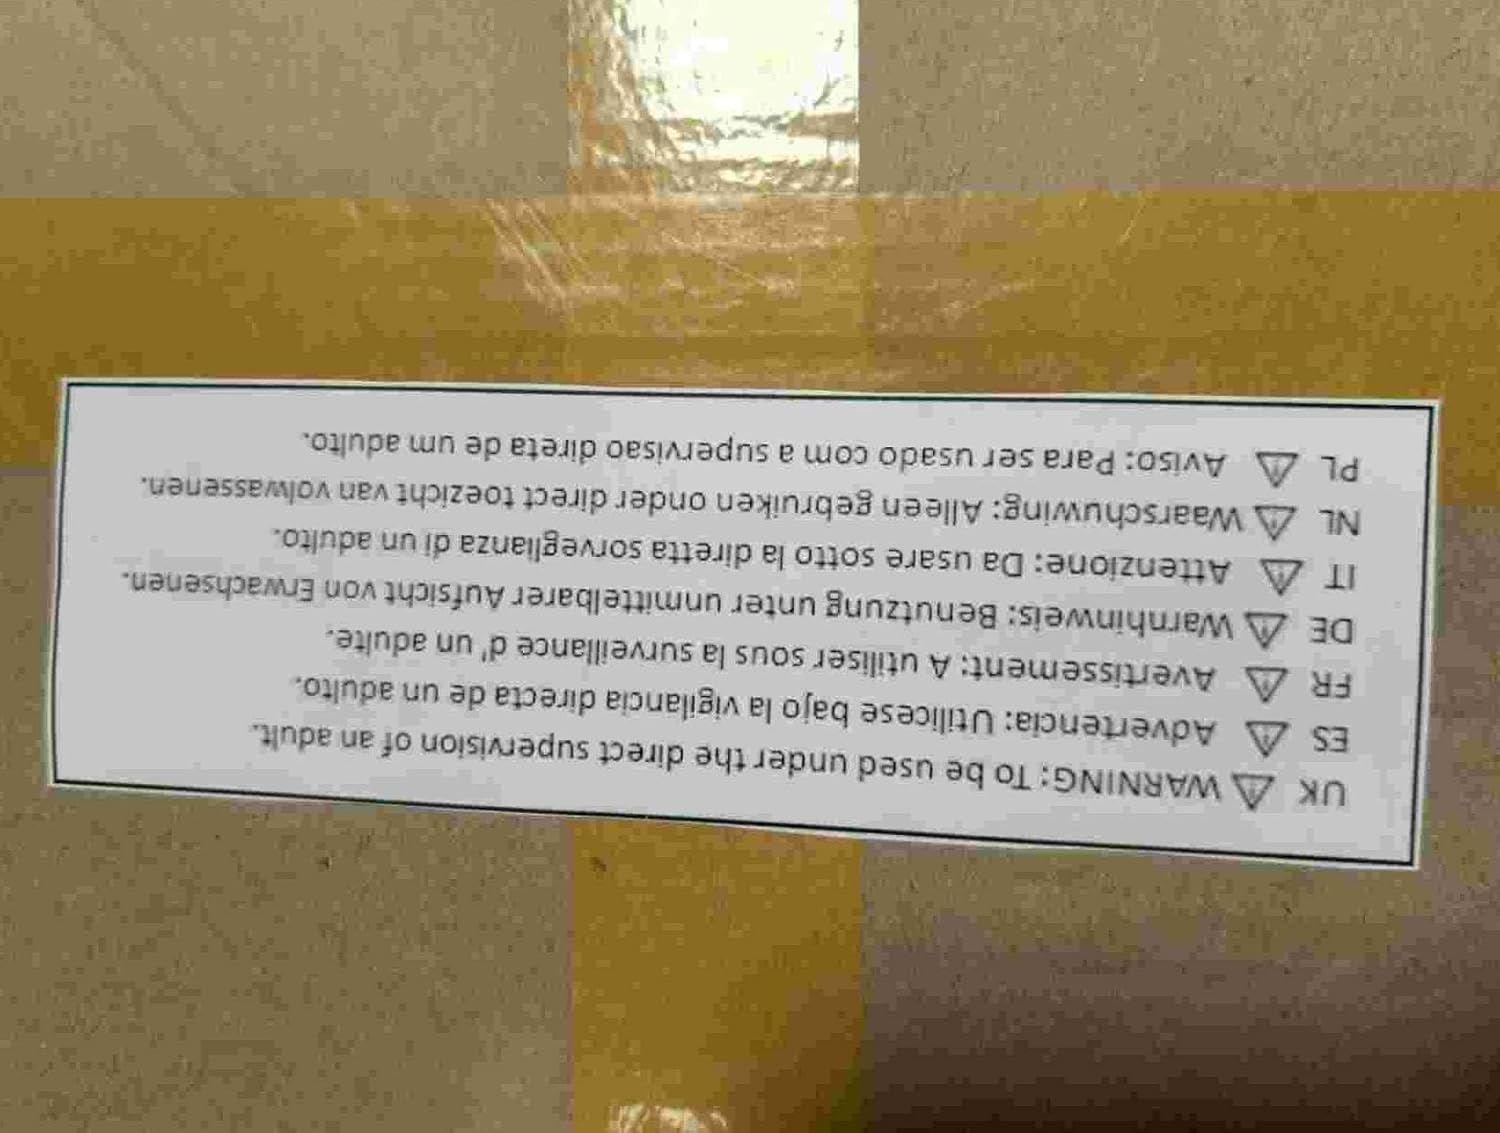 UK ⚠ WARNING: To be used under the direct supervision of an adult.
ES ⚠ Advertencia: Utilicese bajo la vigilancia directa de un adulto.
FR ⚠ Avertissement: A utiliser sous la surveillance d' un adulte.
DE ⚠ Warnhinweis: Benutzung unter unmittelbarer Aufsicht von Erwachsenen.
IT ⚠ Attenzione: Da usare sotto la diretta sorveglianza di un adulto.
NL ⚠ Waarschuwing: Alleen gebruiken onder direct toezicht van volwassenen.
PL ⚠ Aviso: Para ser usado com a supervisao direta de um adulto.